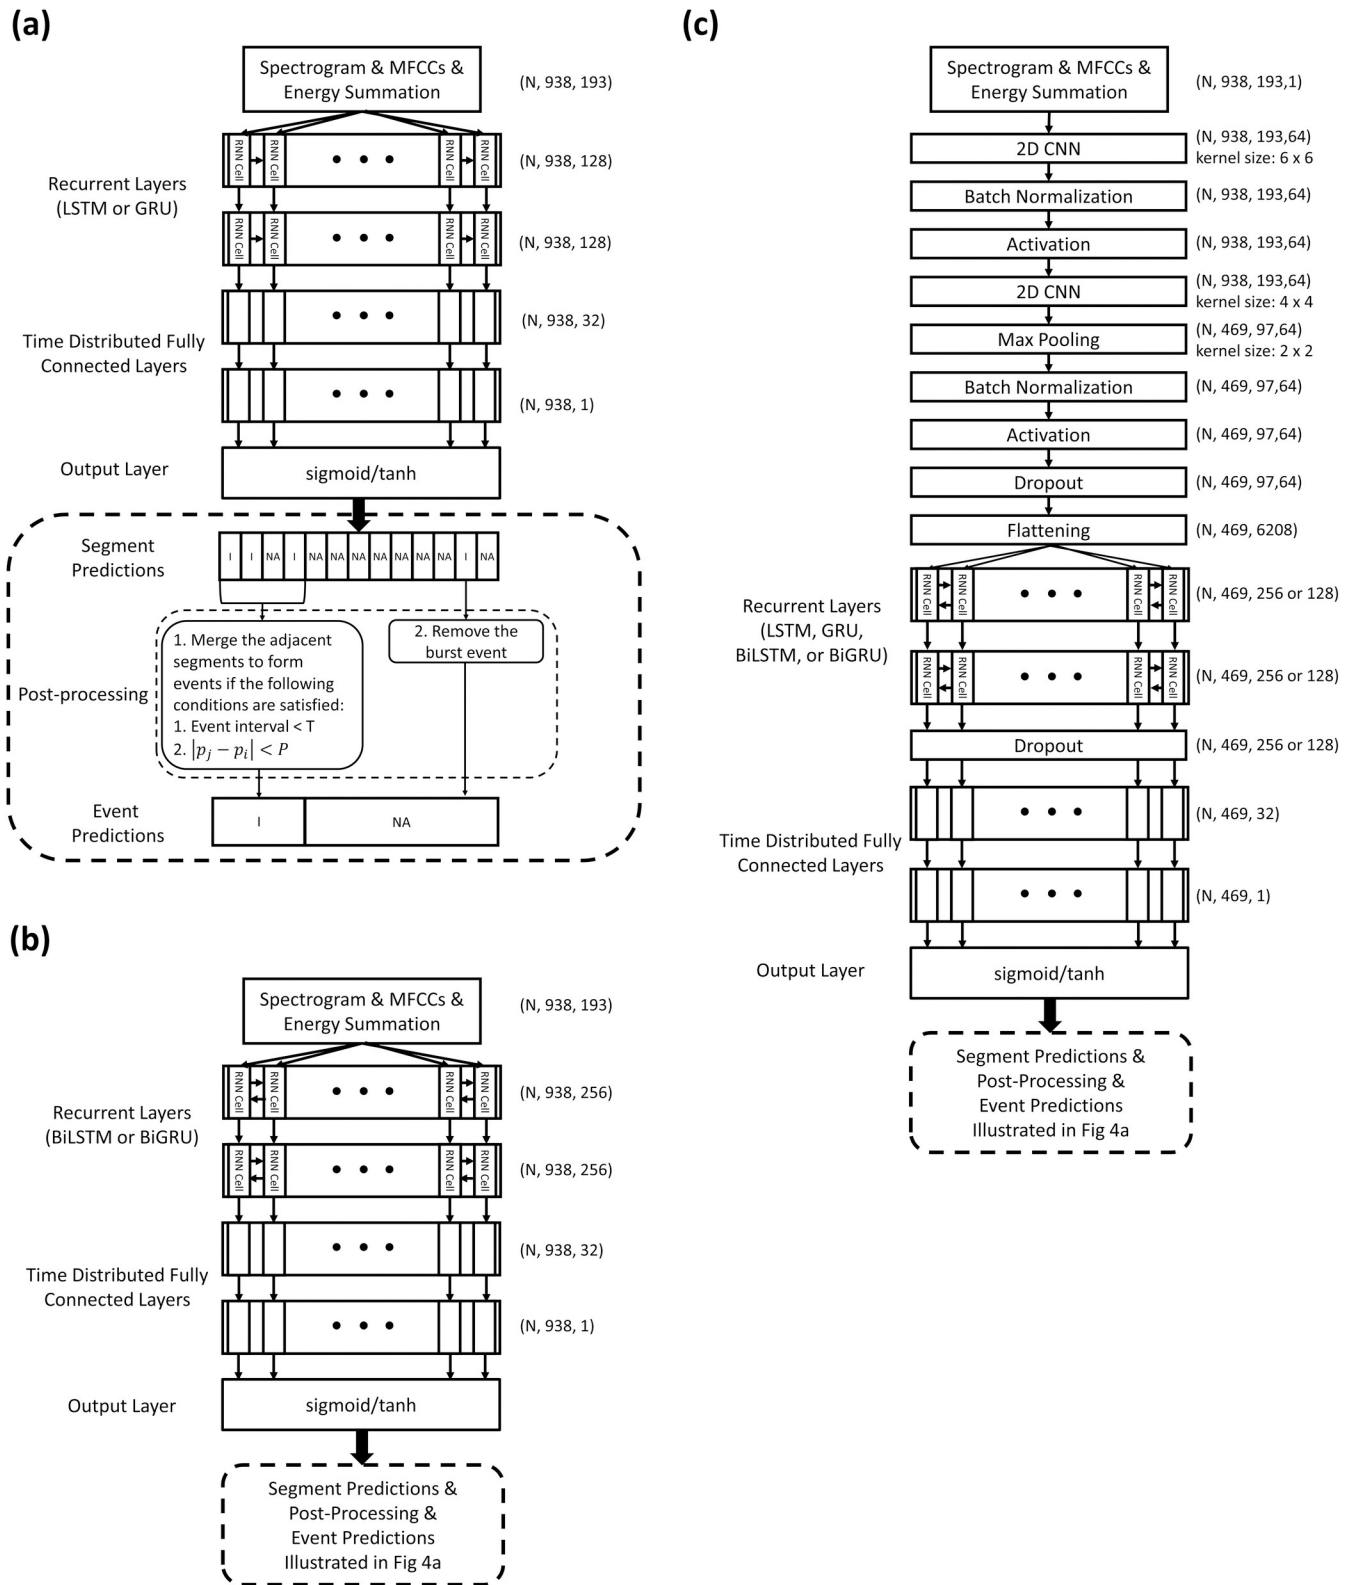 (a)
Spectrogram & MFCCs &
Energy Summation
(N, 938, 193)
Recurrent Layers
(LSTM or GRU)
RNN Cell
RNN Cell
RNN Cell
RNN Cell
(N, 938, 128)
RNN Cell
RNN Cell
RNN Cell
RNN Cell
(N, 938, 128)
Time Distributed Fully
Connected Layers
(N, 938, 32)
(N, 938, 1)
Output Layer
sigmoid/tanh
Segment
Predictions
I I NA I NA NA NA NA NA NA I NA
Post-processing
1. Merge the adjacent
segments to form
events if the following
conditions are satisfied:
1. Event interval < T
2. |p_j − p_i| < P
2. Remove the
burst event
Event
Predictions
I NA
(b)
Spectrogram & MFCCs &
Energy Summation
(N, 938, 193)
Recurrent Layers
(BiLSTM or BiGRU)
RNN Cell
RNN Cell
RNN Cell
RNN Cell
(N, 938, 256)
RNN Cell
RNN Cell
RNN Cell
RNN Cell
(N, 938, 256)
Time Distributed Fully
Connected Layers
(N, 938, 32)
(N, 938, 1)
Output Layer
sigmoid/tanh
Segment Predictions &
Post-Processing &
Event Predictions
Illustrated in Fig 4a
(c)
Spectrogram & MFCCs &
Energy Summation
(N, 938, 193,1)
2D CNN
(N, 938, 193,64)
kernel size: 6 x 6
Batch Normalization
(N, 938, 193,64)
Activation
(N, 938, 193,64)
2D CNN
(N, 938, 193,64)
kernel size: 4 x 4
Max Pooling
(N, 469, 97,64)
kernel size: 2 x 2
Batch Normalization
(N, 469, 97,64)
Activation
(N, 469, 97,64)
Dropout
(N, 469, 97,64)
Flattening
(N, 469, 6208)
Recurrent Layers
(LSTM, GRU,
BiLSTM, or BiGRU)
RNN Cell
RNN Cell
RNN Cell
RNN Cell
(N, 469, 256 or 128)
RNN Cell
RNN Cell
RNN Cell
RNN Cell
(N, 469, 256 or 128)
Dropout
(N, 469, 256 or 128)
Time Distributed Fully
Connected Layers
(N, 469, 32)
(N, 469, 1)
Output Layer
sigmoid/tanh
Segment Predictions &
Post-Processing &
Event Predictions
Illustrated in Fig 4a